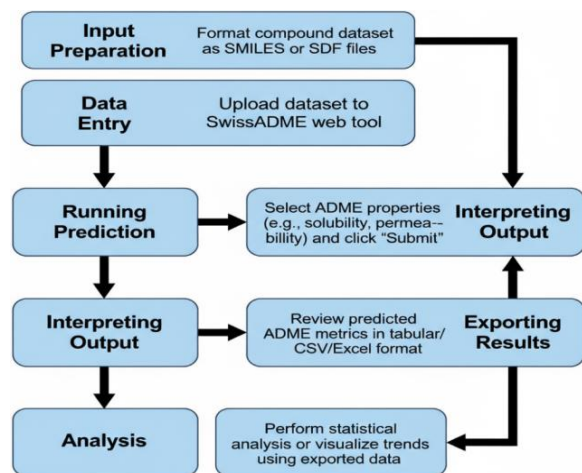 Input
Preparation
Format compound dataset
as SMILES or SDF files
Data
Entry
Upload dataset to
SwissADME web tool
Running
Prediction
Select ADME properties
(e.g., solubility, permea--
billity) and click “Submit”
Interpreting
Output
Interpreting
Output
Review predicted
ADME metrics in tabular/
CSV/Excel format
Exporting
Results
Analysis
Perform statistical
analysis or visualize trends
using exported data